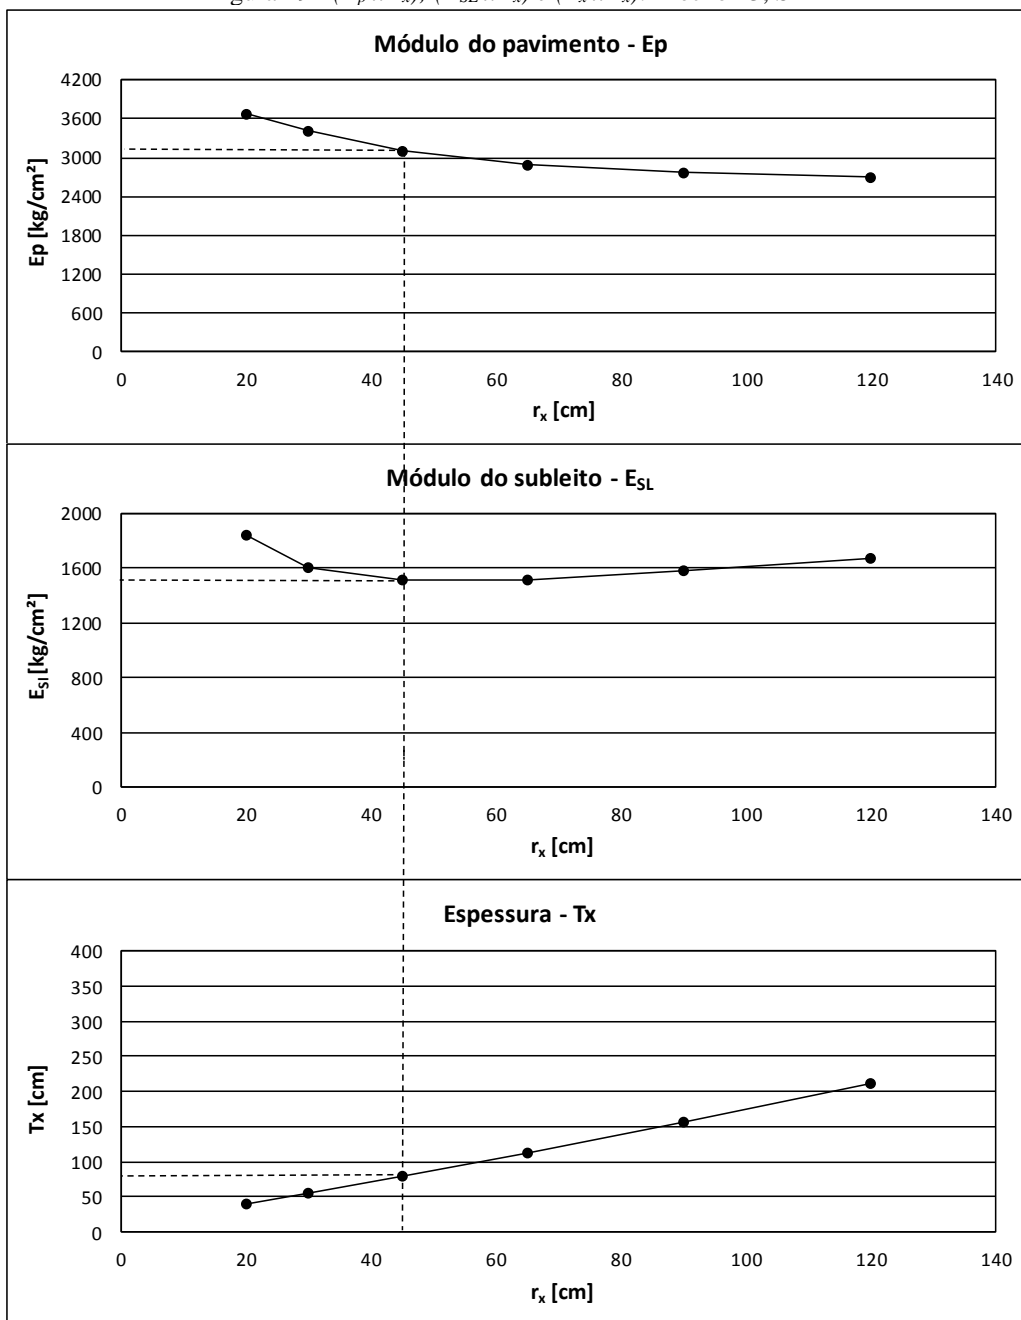 Módulo do pavimento - Ep
4200
3600
3000
2400
1800
1200
600
0
Ep [kg/cm²]
0 20 40 60 80 100 120 140
rₓ [cm]
Módulo do subleito - E_SL
2000
1600
1200
800
400
0
E_Sl [kg/cm²]
0 20 40 60 80 100 120 140
rₓ [cm]
Espessura - Tx
400
350
300
250
200
150
100
50
0
Tx [cm]
0 20 40 60 80 100 120 140
rₓ [cm]